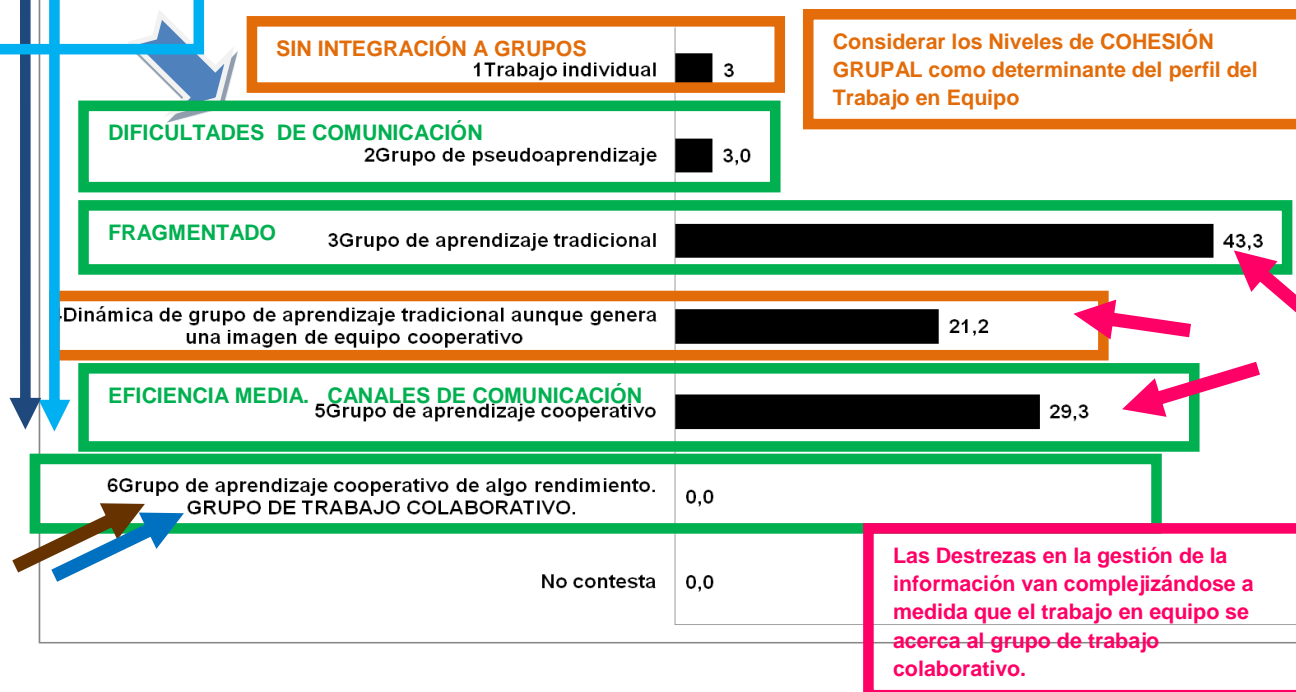 SIN INTEGRACIÓN A GRUPOS
1Trabajo individual
3
Considerar los Niveles de COHESIÓN
GRUPAL como determinante del perfil del
Trabajo en Equipo
DIFICULTADES DE COMUNICACIÓN
2Grupo de pseudoaprendizaje
3,0
FRAGMENTADO
3Grupo de aprendizaje tradicional
43,3
Dinámica de grupo de aprendizaje tradicional aunque genera
una imagen de equipo cooperativo
21,2
EFICIENCIA MEDIA. CANALES DE COMUNICACIÓN
5Grupo de aprendizaje cooperativo
29,3
6Grupo de aprendizaje cooperativo de algo rendimiento.
GRUPO DE TRABAJO COLABORATIVO.
0,0
Las Destrezas en la gestión de la
información van complejizándose a
medida que el trabajo en equipo se
acerca al grupo de trabajo
colaborativo.
No contesta
0,0